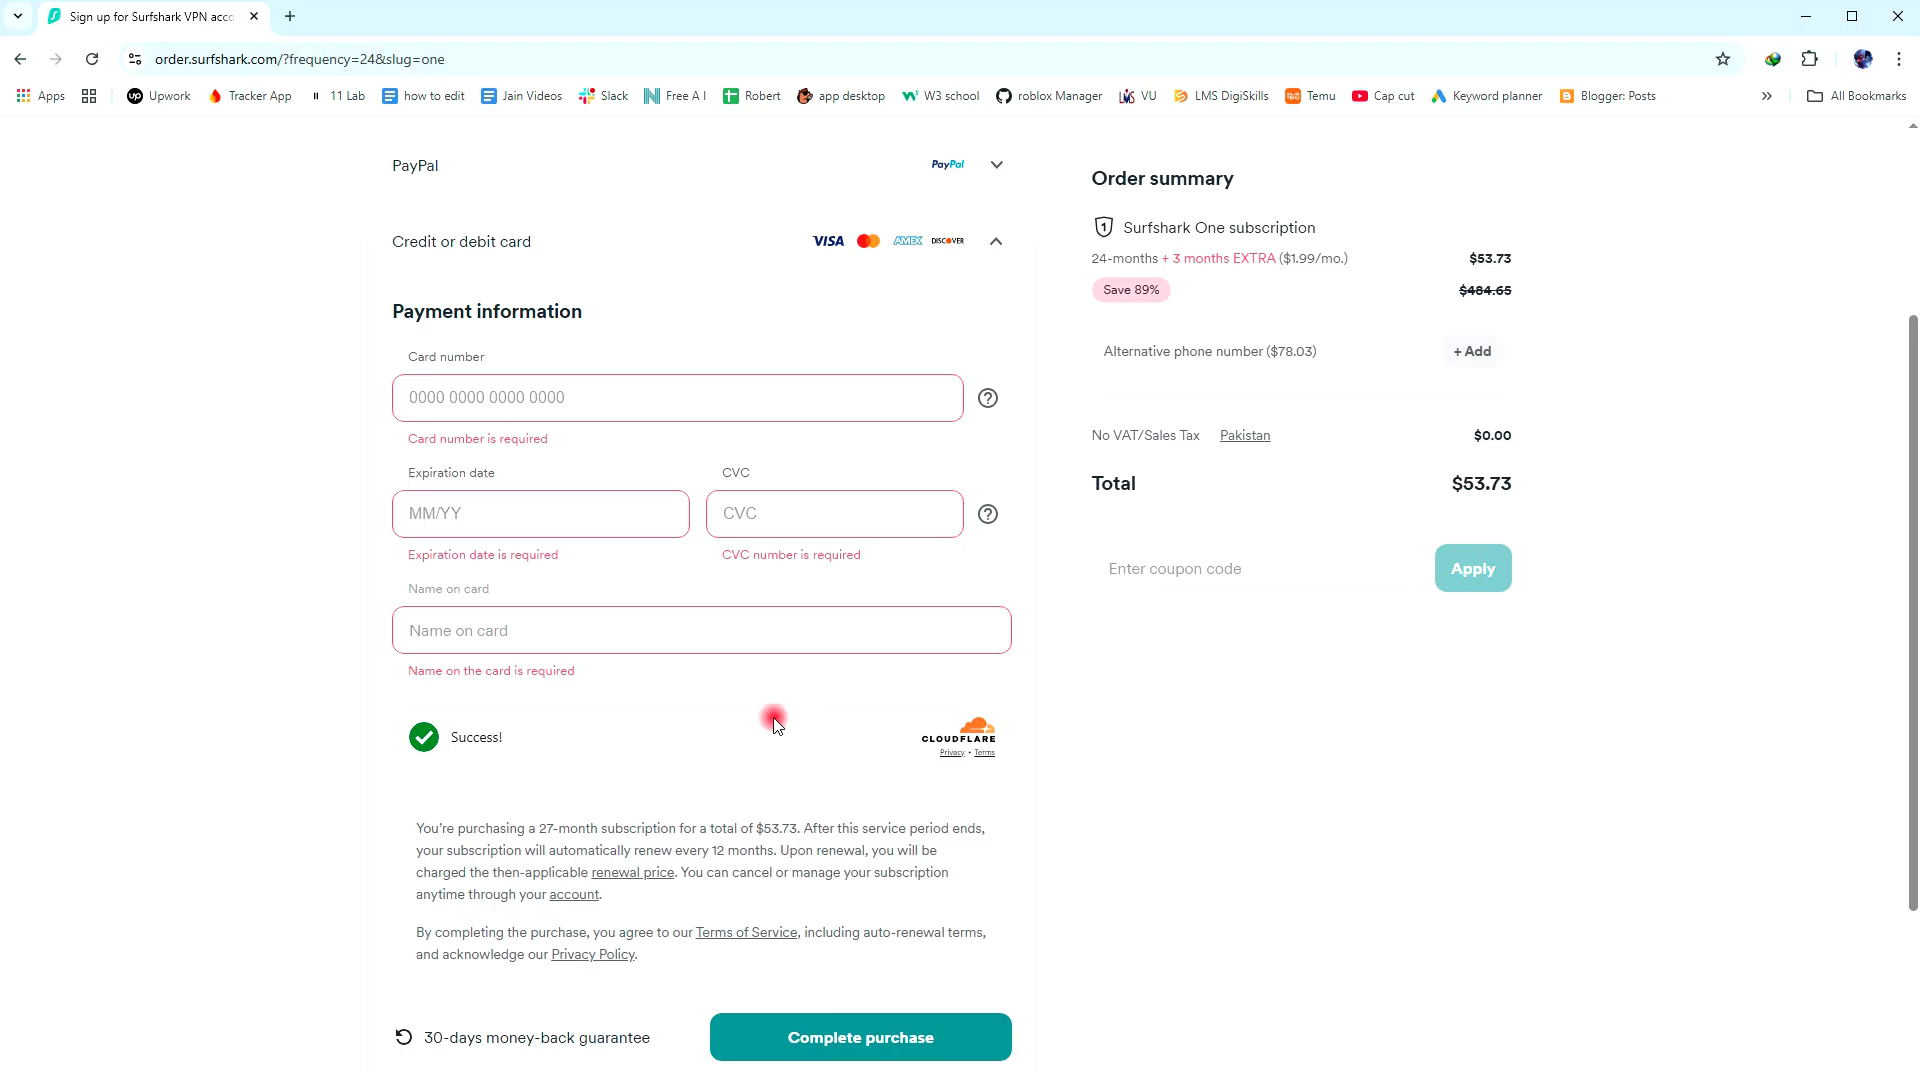 Sign up for Surfshark VPN acco
order.surfshark.com/?frequency=24&slug=one
Apps
up Upwork
Tracker App
11 Lab
how to edit
Jain Videos
Slack
Free A I
Robert
app desktop
W3 school
roblox Manager
VU
LMS DigiSkills
Temu
Cap cut
Keyword planner
Blogger: Posts
All Bookmarks
PayPal PayPal
Credit or debit card VISA AMEX DISCOVER
Payment information
Card number
0000 0000 0000 0000
Card number is required
Expiration date CVC
MM/YY CVC
Expiration date is required CVC number is required
Name on card
Name on card
Name on the card is required
Success!
CLOUDFLARE
Privacy • Terms
You’re purchasing a 27-month subscription for a total of $53.73. After this service period ends,
your subscription will automatically renew every 12 months. Upon renewal, you will be
charged the then-applicable renewal price. You can cancel or manage your subscription
anytime through your account.
By completing the purchase, you agree to our Terms of Service, including auto-renewal terms,
and acknowledge our Privacy Policy.
30-days money-back guarantee
Complete purchase
Order summary
1 Surfshark One subscription
24-months + 3 months EXTRA ($1.99/mo.) $53.73
Save 89% $484.65
Alternative phone number ($78.03) + Add
No VAT/Sales Tax Pakistan $0.00
Total $53.73
Enter coupon code Apply